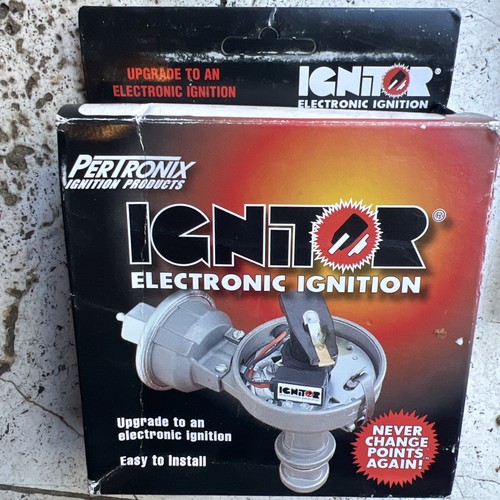 UPGRADE TO AN
ELECTRONIC IGNITION
IGNITOR
ELECTRONIC IGNITION
PERTRONIX
IGNITION PRODUCTS
IGNITOR®
ELECTRONIC IGNITION
IGNITOR
Upgrade to an
electronic ignition
Easy to Install
NEVER
CHANGE
POINTS
AGAIN!